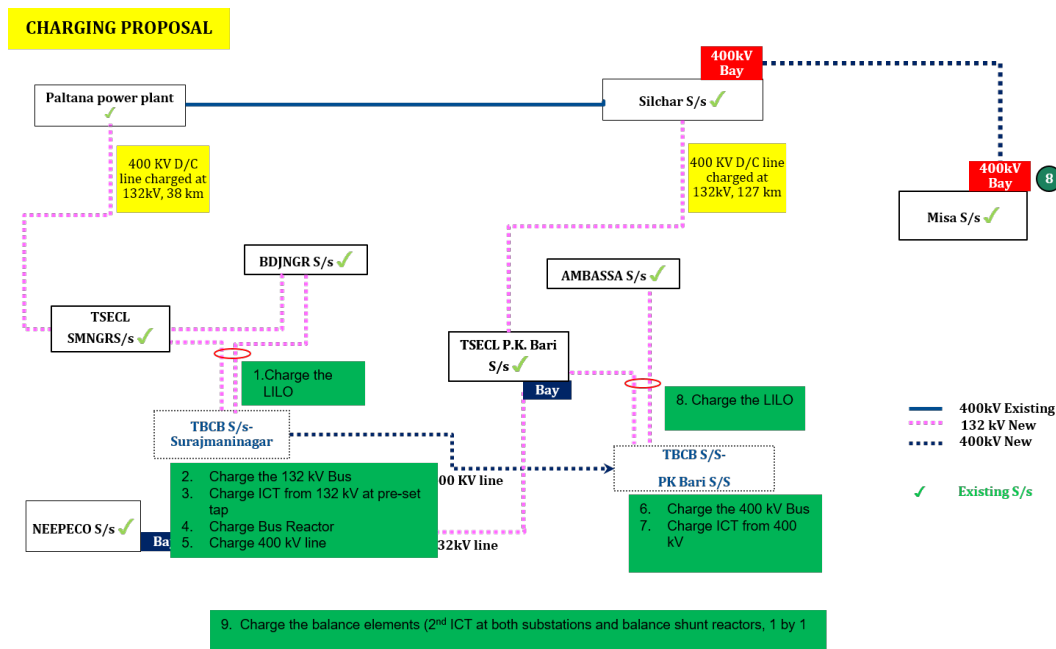 CHARGING PROPOSAL
400kV
Bay
Paltana power plant
Silchar S/s
400 KV D/C
line charged at
132kV, 38 km
400 KV D/C line
charged at
132kV, 127 km
400kV
Bay
8
Misa S/s
BDJNGR S/s
AMBASSA S/s
TSECL
SMNGRS/s
TSECL P.K. Bari
S/s
Bay
1.Charge the
LILO
8. Charge the LILO
400kV Existing
132 kV New
400kV New
Existing S/s
TBCB S/s-
Surajmaninagar
TBCB S/S-
PK Bari S/S
2. Charge the 132 kV Bus
3. Charge ICT from 132 kV at pre-set
tap
4. Charge Bus Reactor
5. Charge 400 kV line
00 KV line
6. Charge the 400 kV Bus
7. Charge ICT from 400
kV
NEEPECO S/s
Ba
32kV line
9. Charge the balance elements (2nd ICT at both substations and balance shunt reactors, 1 by 1